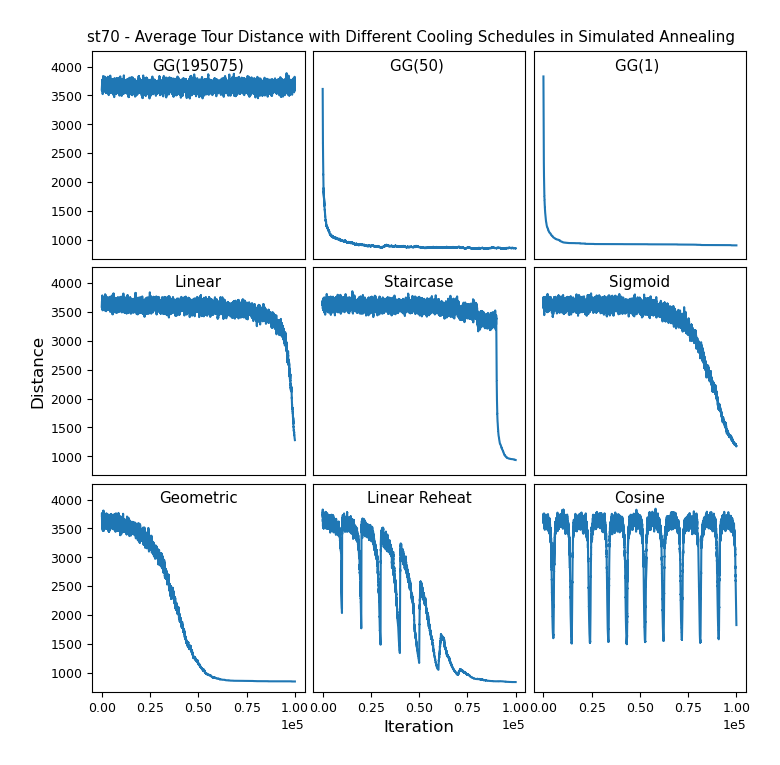 st70 - Average Tour Distance with Different Cooling Schedules in Simulated Annealing
GG(195075)
GG(50)
GG(1)
4000
3500
3000
2500
2000
1500
1000
Linear
Staircase
Sigmoid
4000
3500
3000
2500
2000
1500
1000
Distance
Geometric
Linear Reheat
Cosine
4000
3500
3000
2500
2000
1500
1000
0.00 0.25 0.50 0.75 1.00
1e5
0.00 0.25 0.50 0.75 1.00
1e5
0.00 0.25 0.50 0.75 1.00
1e5
Iteration